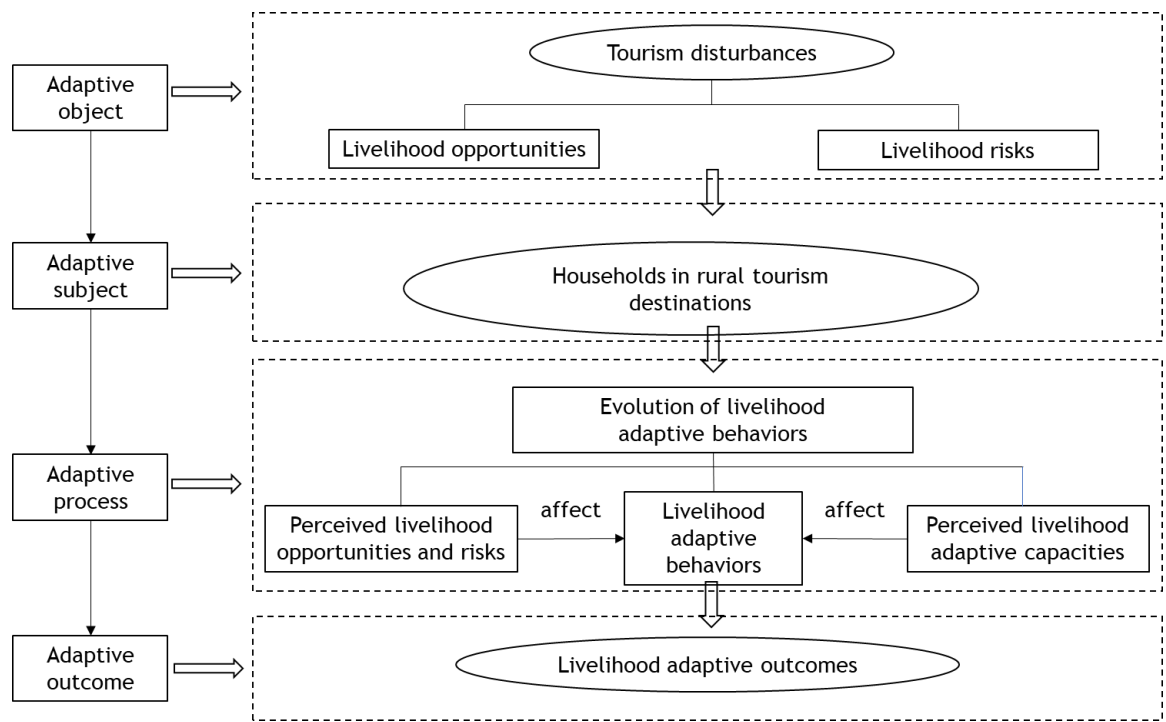 Tourism disturbances
Adaptive
object
Livelihood opportunities
Livelihood risks
Adaptive
subject
Households in rural tourism
destinations
Evolution of livelihood
adaptive behaviors
Adaptive
process
Perceived livelihood
opportunities and risks
affect
Livelihood
adaptive
behaviors
affect
Perceived livelihood
adaptive capacities
Adaptive
outcome
Livelihood adaptive outcomes